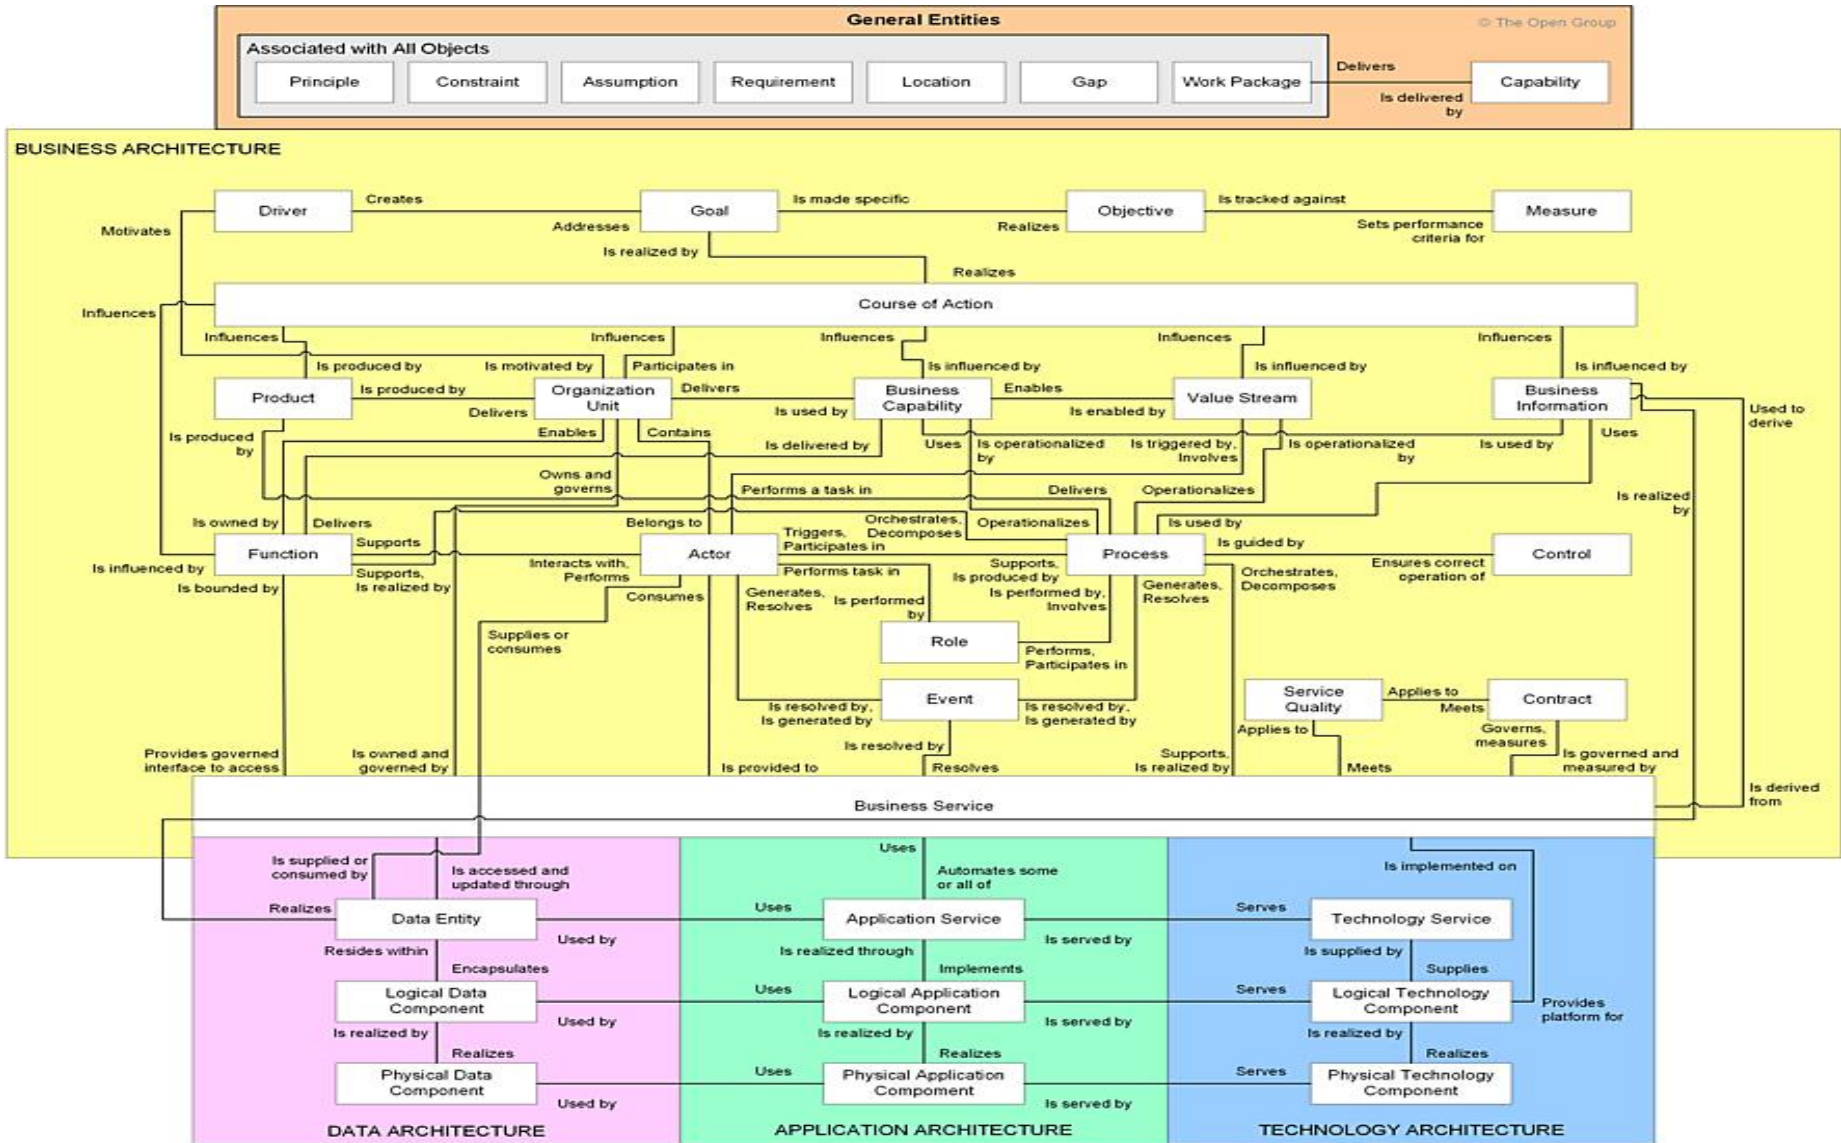 General Entities
© The Open Group
Associated with All Objects
Principle
Constraint
Assumption
Requirement
Location
Gap
Work Package
Delivers
Is delivered
by
Capability
BUSINESS ARCHITECTURE
Driver
Creates
Addresses
Goal
Is made specific
Realizes
Objective
Is tracked against
Sets performance
criteria for
Measure
Motivates
Is realized by
Realizes
Influences
Course of Action
Influences
Influences
Influences
Influences
Influences
Is produced by
Is motivated by
Participates in
Is influenced by
Is influenced by
Is influenced by
Product
Is produced by
Delivers
Organization
Unit
Delivers
Is used by
Business
Capability
Enables
Is enabled by
Value Stream
Business
Information
Used to
derive
Is produced
by
Enables
Contains
Is delivered by
Uses
Is operationalized
by
Is triggered by,
Involves
Is operationalized
by
Is used by
Uses
Owns and
governs
Performs a task in
Delivers
Operationalizes
Is realized
by
Is owned by
Delivers
Belongs to
Triggers,
Participates in
Orchestrates,
Decomposes
Operationalizes
Is used by
Function
Supports
Actor
Process
Is guided by
Ensures correct
operation of
Control
Is influenced by
Is bounded by
Supports,
Is realized by
Interacts with,
Performs
Consumes
Performs task in
Generates,
Resolves
Is performed
by
Supports,
Is produced by
Is performed by,
Involves
Generates,
Resolves
Orchestrates,
Decomposes
Supplies or
consumes
Role
Performs,
Participates in
Event
Is resolved by,
Is generated by
Is resolved by,
Is generated by
Service
Quality
Applies to
Meets
Contract
Is resolved by
Applies to
Governs,
measures
Provides governed
interface to access
Is owned and
governed by
Is provided to
Resolves
Supports,
Is realized by
Meets
Is governed and
measured by
Is derived
from
Business Service
Is supplied or
consumed by
Is accessed and
updated through
Uses
Automates some
or all of
Is implemented on
Realizes
Data Entity
Uses
Used by
Application Service
Serves
Is served by
Technology Service
Resides within
Encapsulates
Is realized through
Implements
Is supplied by
Supplies
Logical Data
Component
Uses
Used by
Logical Application
Component
Serves
Is served by
Logical Technology
Component
Provides
platform for
Is realized by
Realizes
Is realized by
Realizes
Is realized by
Realizes
Physical Data
Component
Uses
Used by
Physical Application
Compoment
Serves
Is served by
Physical Technology
Component
DATA ARCHITECTURE
APPLICATION ARCHITECTURE
TECHNOLOGY ARCHITECTURE